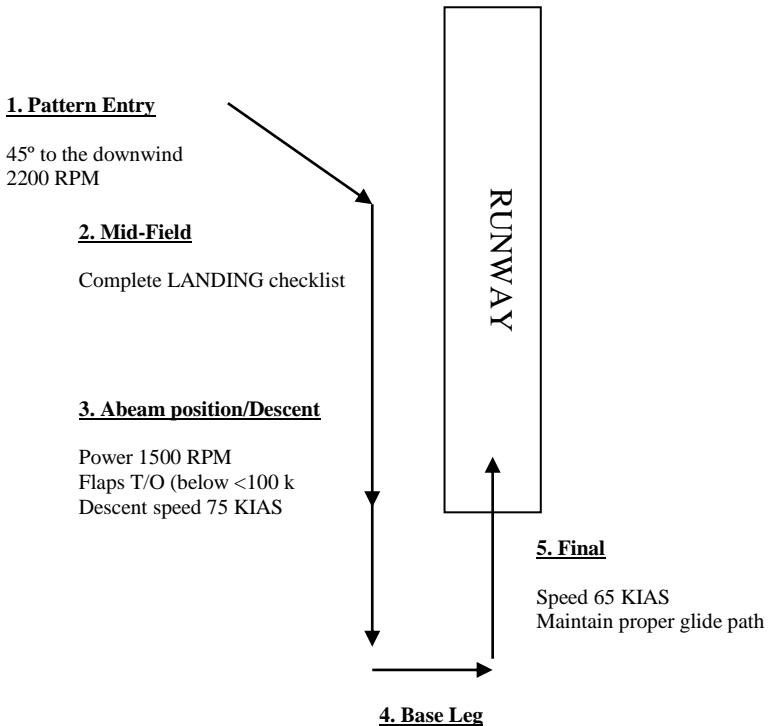 1. Pattern Entry
45º to the downwind
2200 RPM
RUNWAY
2. Mid-Field
Complete LANDING checklist
3. Abeam position/Descent
Power 1500 RPM
Flaps T/O (below <100 k
Descent speed 75 KIAS
5. Final
Speed 65 KIAS
Maintain proper glide path
4. Base Leg